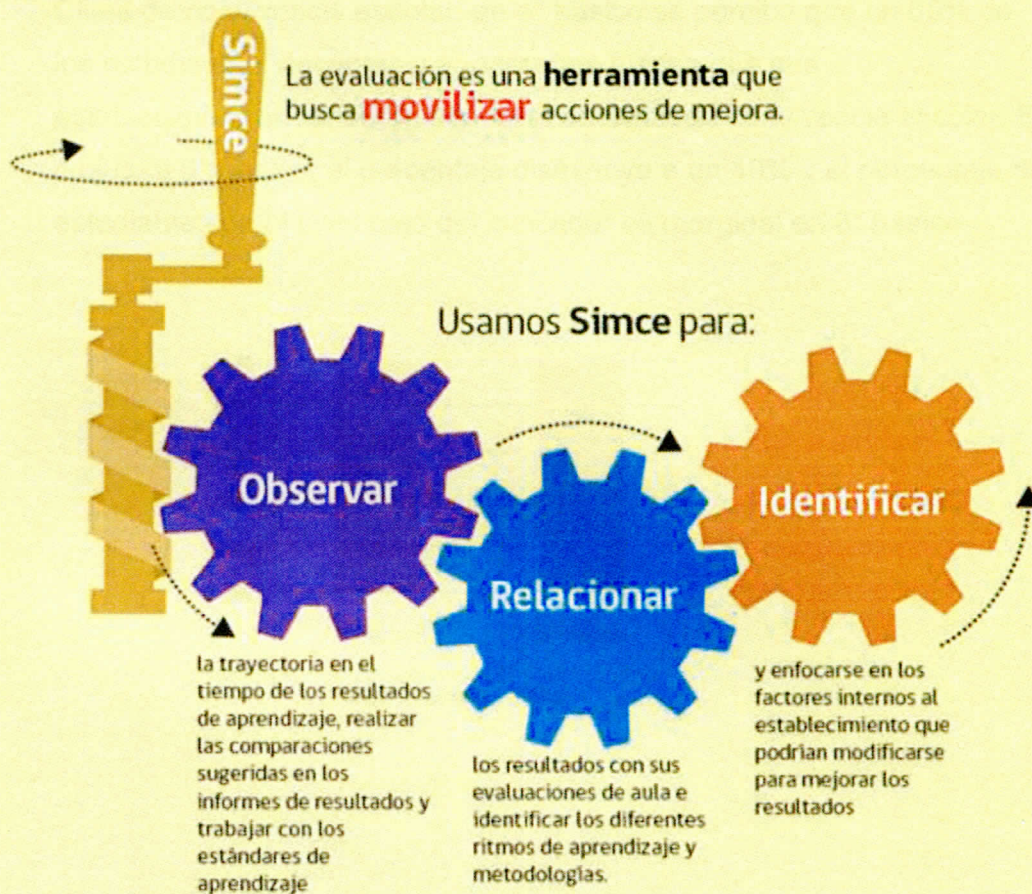 Simce
La evaluación es una herramienta que
busca movilizar acciones de mejora.
Usamos Simce para:
Observar
la trayectoria en el
tiempo de los resultados
de aprendizaje, realizar
las comparaciones
sugeridas en los
informes de resultados y
trabajar con los
estándares de
aprendizaje
Relacionar
los resultados con sus
evaluaciones de aula e
identificar los diferentes
ritmos de aprendizaje y
metodologías.
Identificar
y enfocarse en los
factores internos al
establecimiento que
podrían modificarse
para mejorar los
resultados